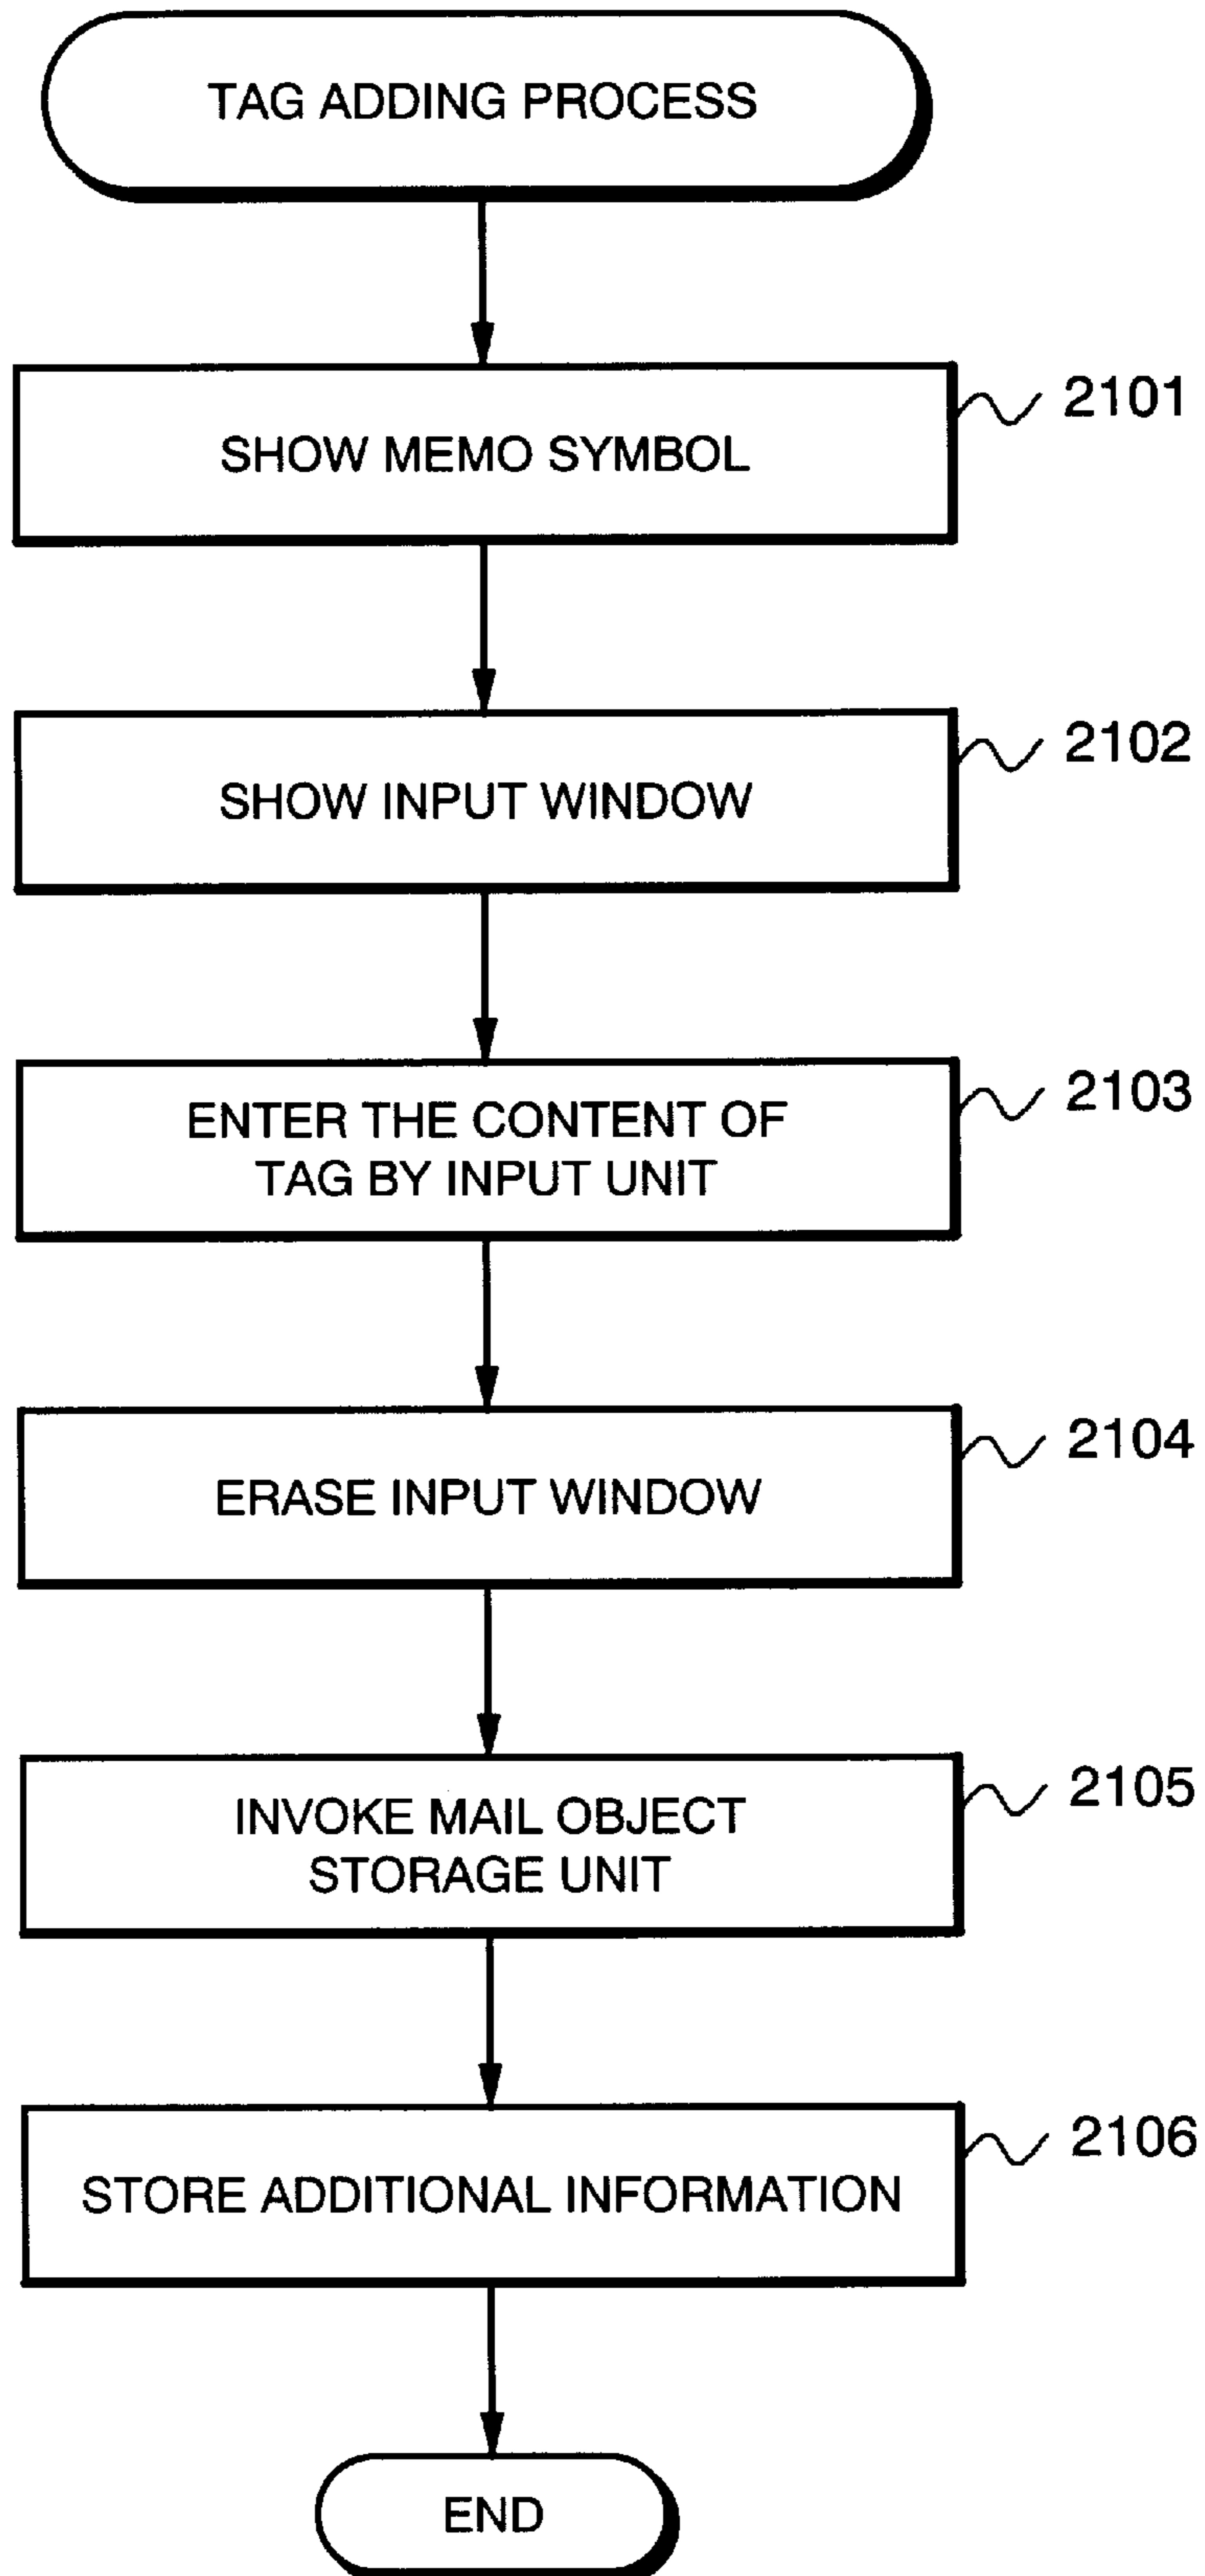 TAG ADDING PROCESS
2101
SHOW MEMO SYMBOL
2102
SHOW INPUT WINDOW
2103
ENTER THE CONTENT OF
TAG BY INPUT UNIT
2104
ERASE INPUT WINDOW
2105
INVOKE MAIL OBJECT
STORAGE UNIT
2106
STORE ADDITIONAL INFORMATION
END